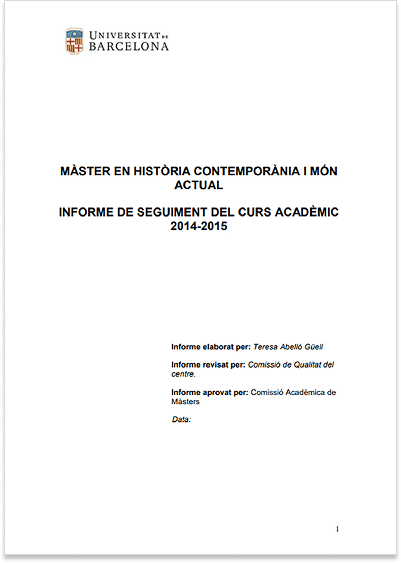 UNIVERSITAT DE
BARCELONA
MÀSTER EN HISTÒRIA CONTEMPORÀNIA I MÓN
ACTUAL
INFORME DE SEGUIMENT DEL CURS ACADÈMIC
2014-2015
Informe elaborat per: Teresa Abelló Güell
Informe revisat per: Comissió de Qualitat del
centre.
Informe aprovat per: Comissió Acadèmica de
Màsters
Data:
1